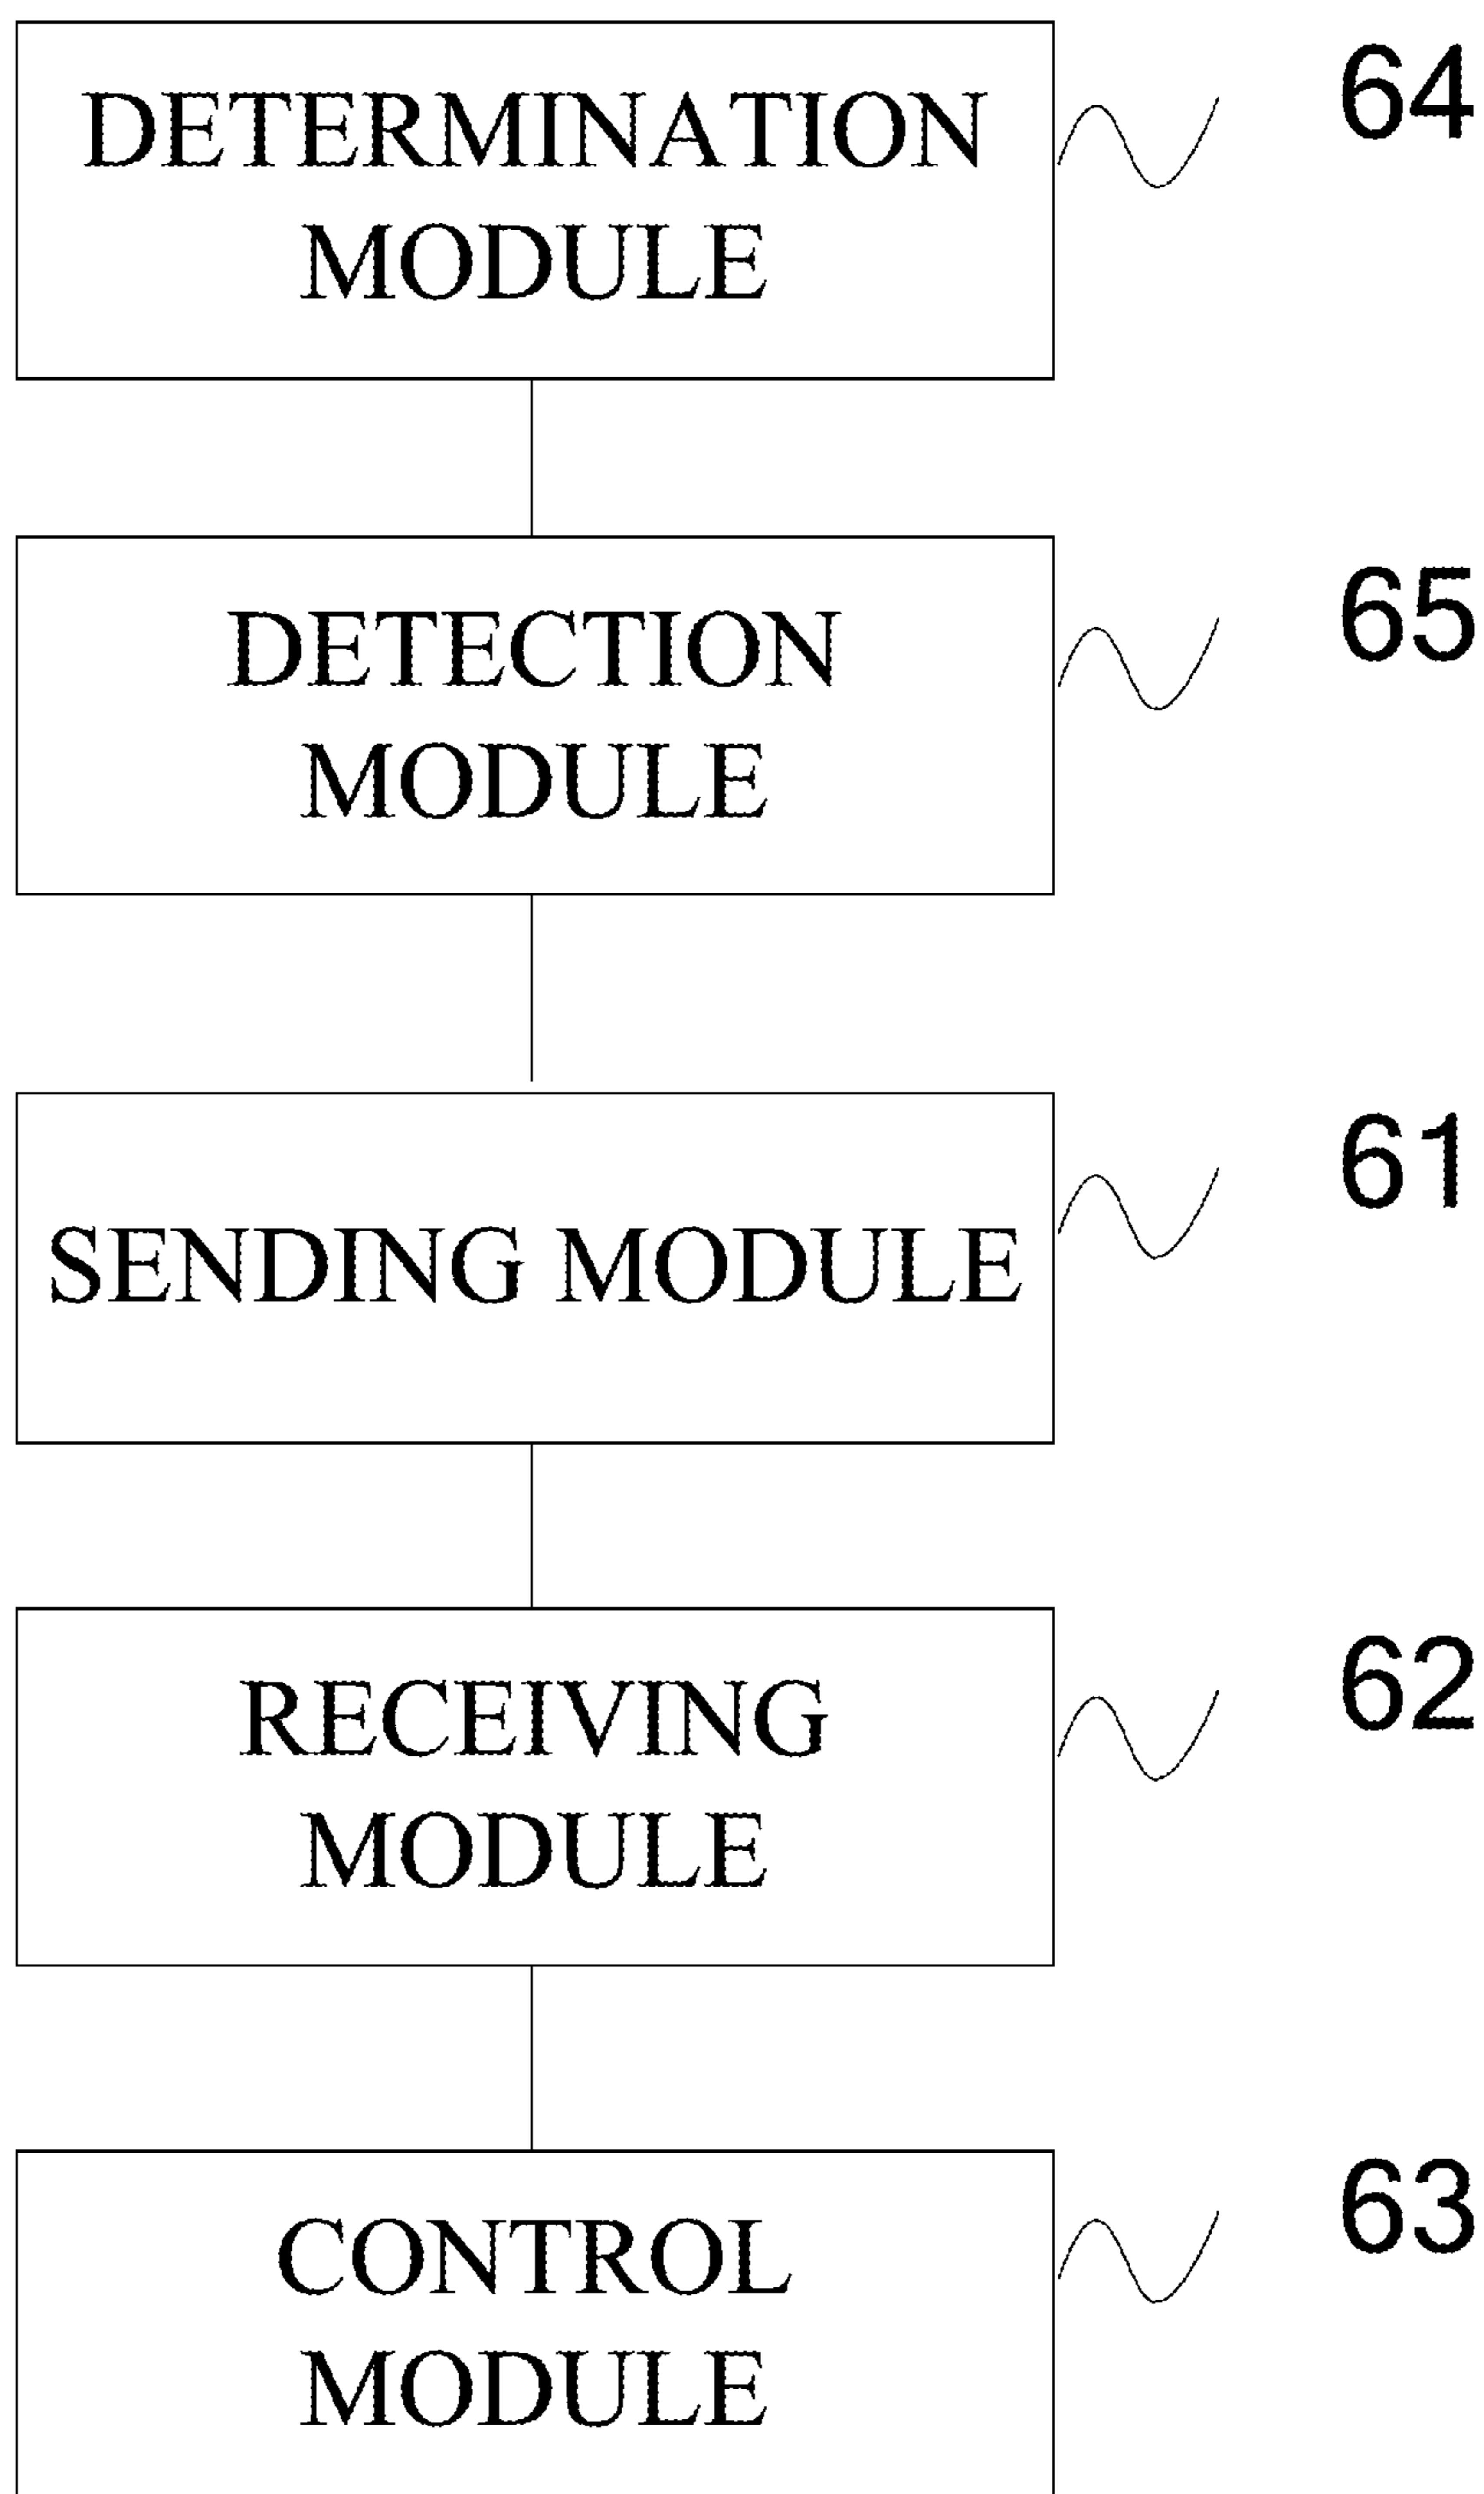 DETERMINATION
MODULE
64
DETECTION
MODULE
65
SENDING MODULE
61
RECEIVING
MODULE
62
CONTROL
MODULE
63